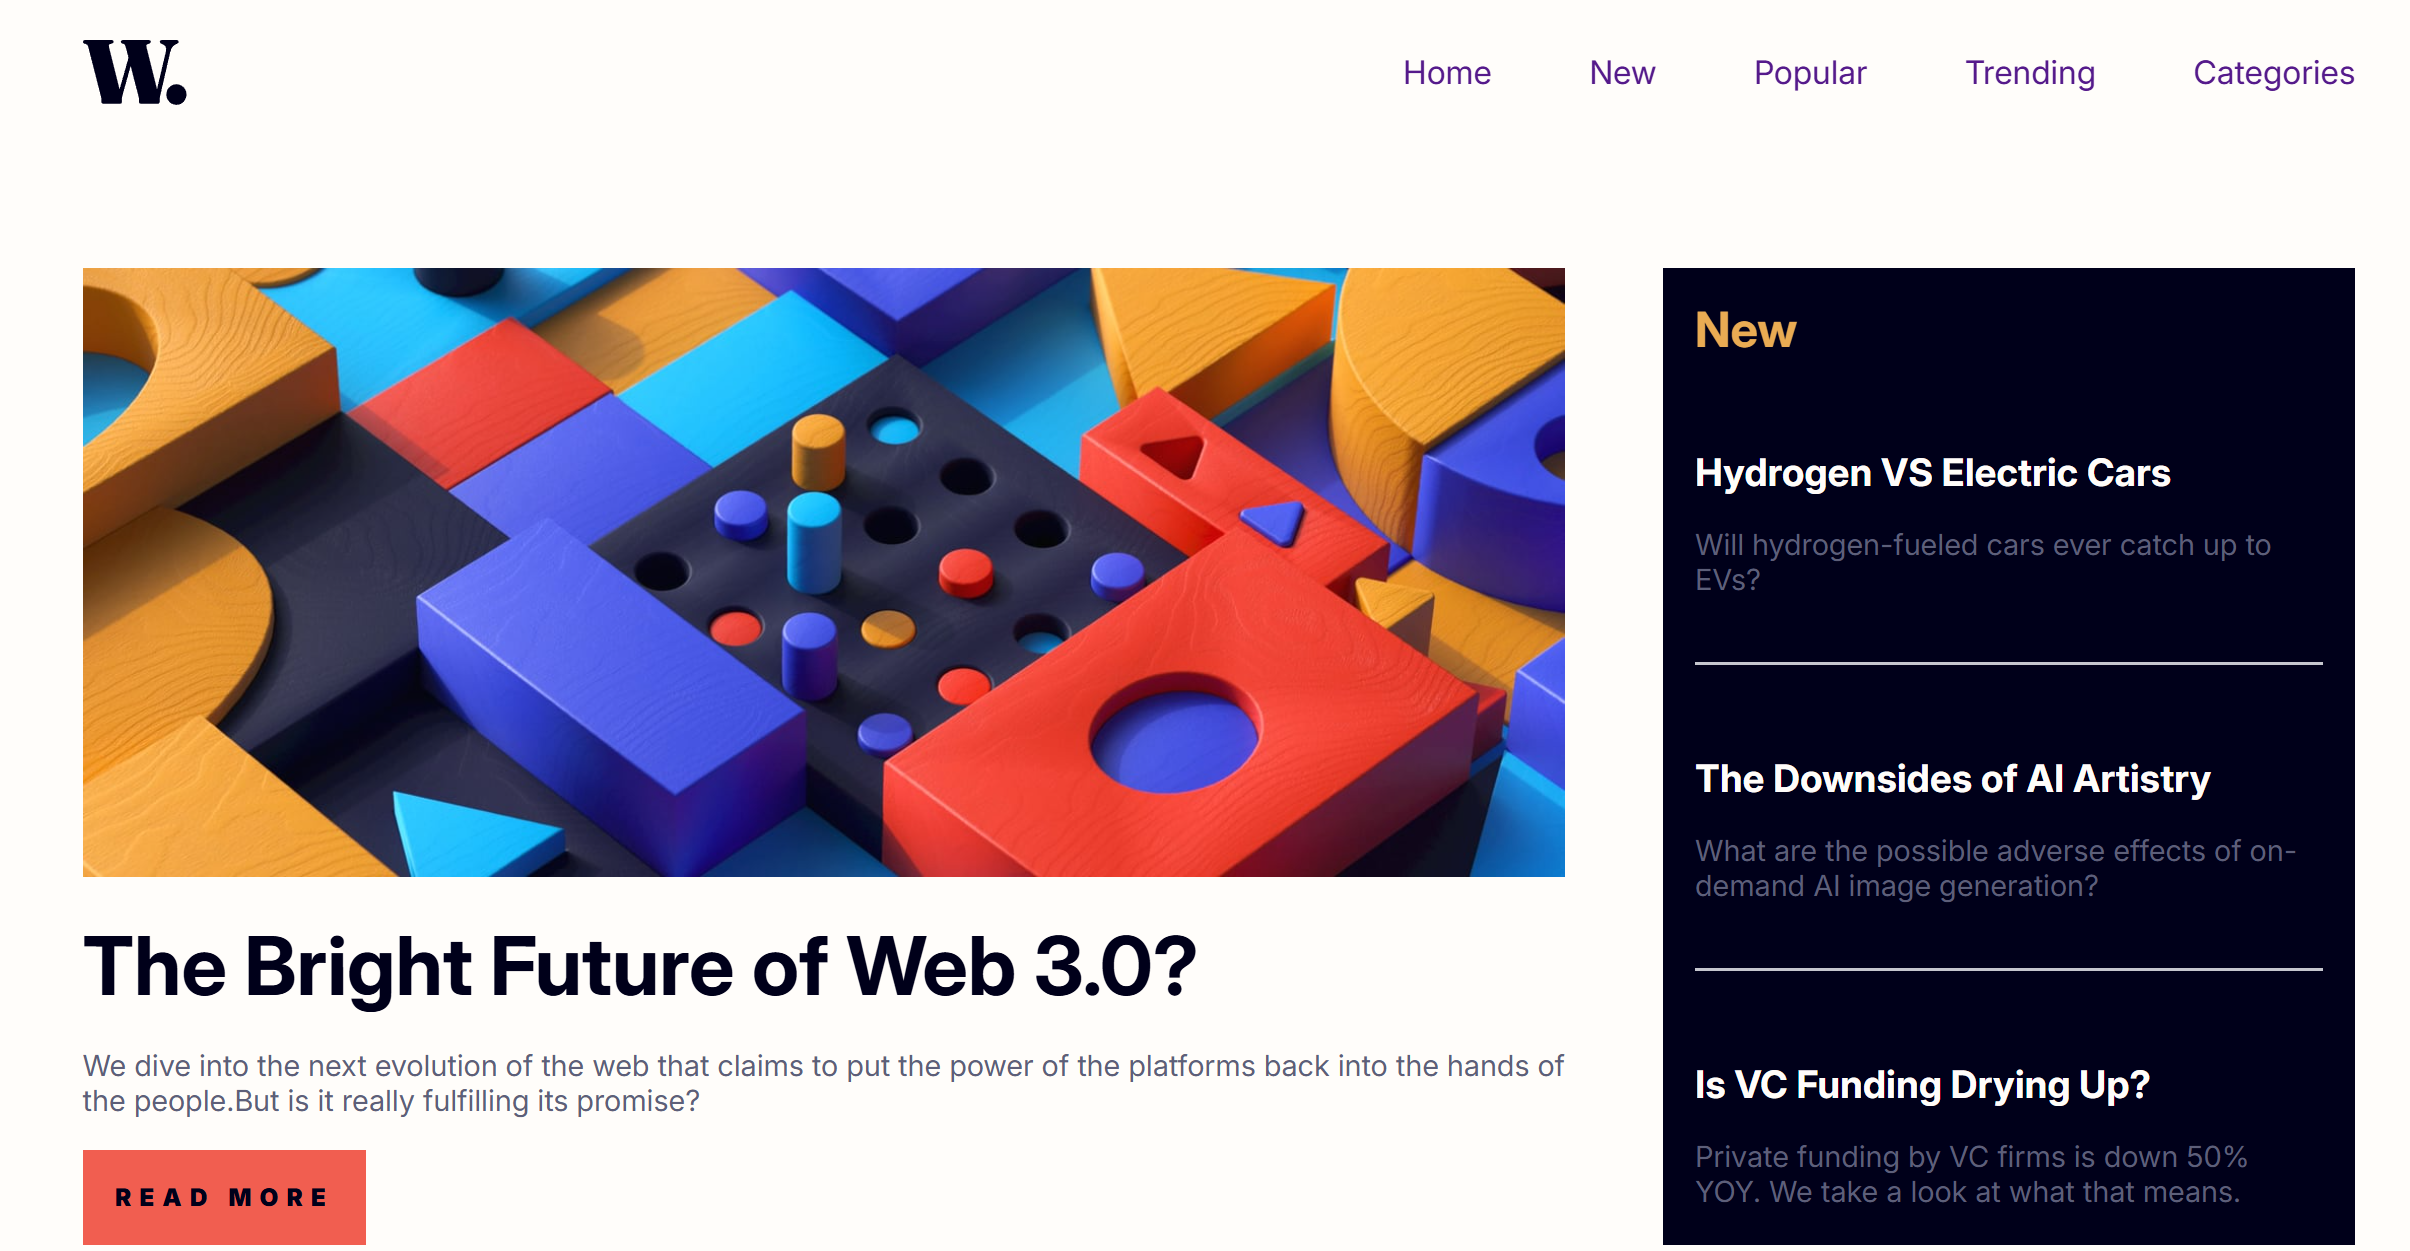 W.
Home
New
Popular
Trending
Categories
The Bright Future of Web 3.0?
We dive into the next evolution of the web that claims to put the power of the platforms back into the hands of
the people.But is it really fulfilling its promise?
READ MORE
New
Hydrogen VS Electric Cars
Will hydrogen-fueled cars ever catch up to
EVs?
The Downsides of AI Artistry
What are the possible adverse effects of on-
demand AI image generation?
Is VC Funding Drying Up?
Private funding by VC firms is down 50%
YOY. We take a look at what that means.